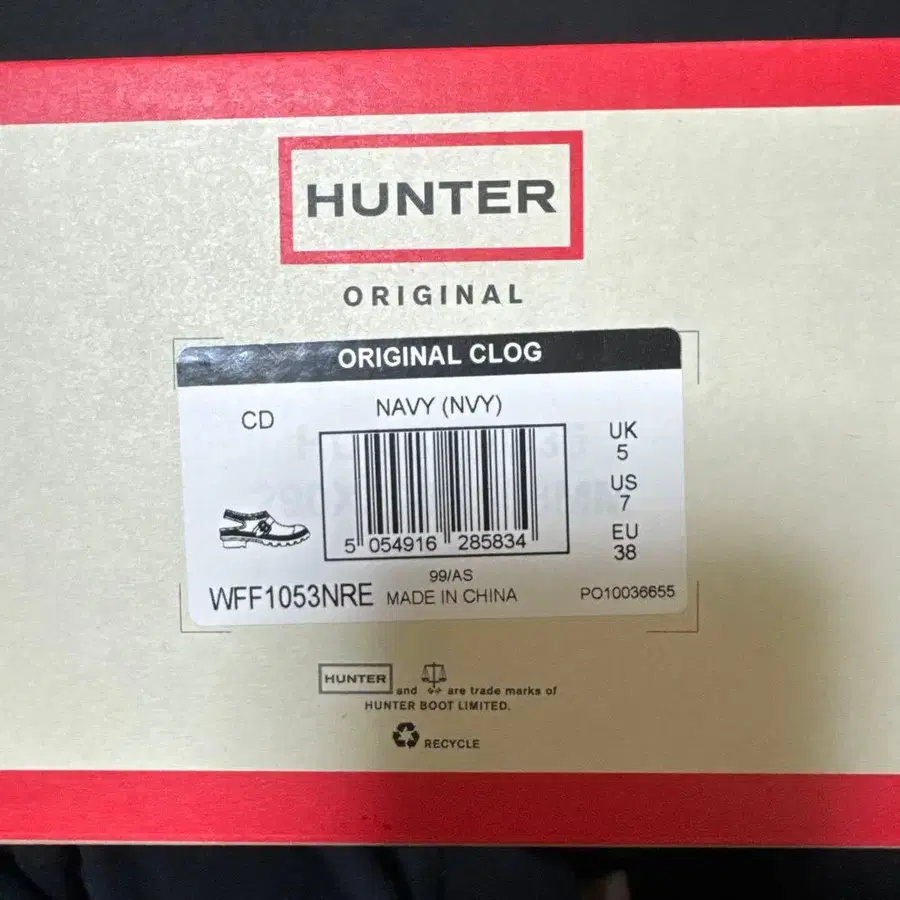 HUNTER
ORIGINAL
ORIGINAL CLOG
CD
NAVY (NVY)
5 054916 285834
UK
5
US
7
EU
38
99/AS
WFF1053NRE
MADE IN CHINA
PO10036655
HUNTER and are trade marks of
HUNTER BOOT LIMITED.
RECYCLE